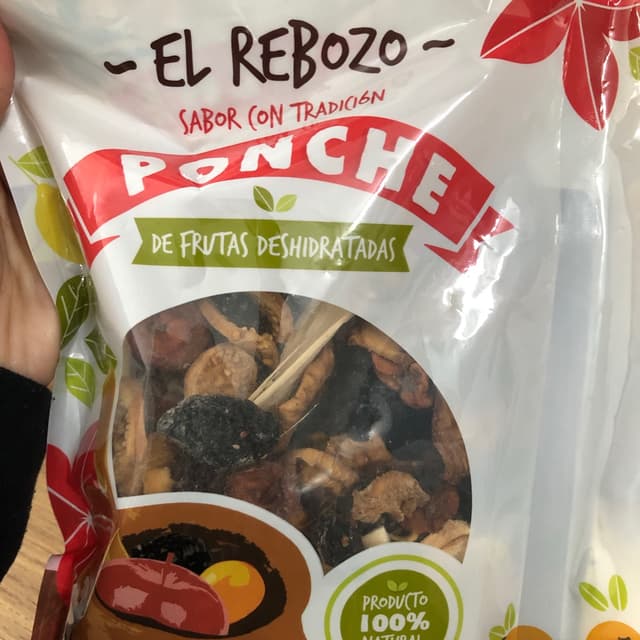 ~ EL REBOZO ~
SABOR CON TRADICIÓN
PONCHE
DE FRUTAS DESHIDRATADAS
PRODUCTO
100%
NATURAL